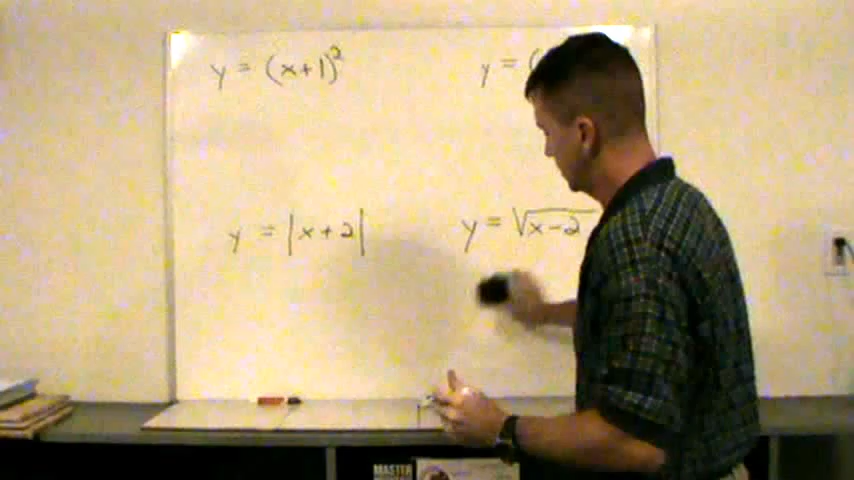 y = (x+1)²
y = (
y = |x+2|
y = √x-2
MASTER